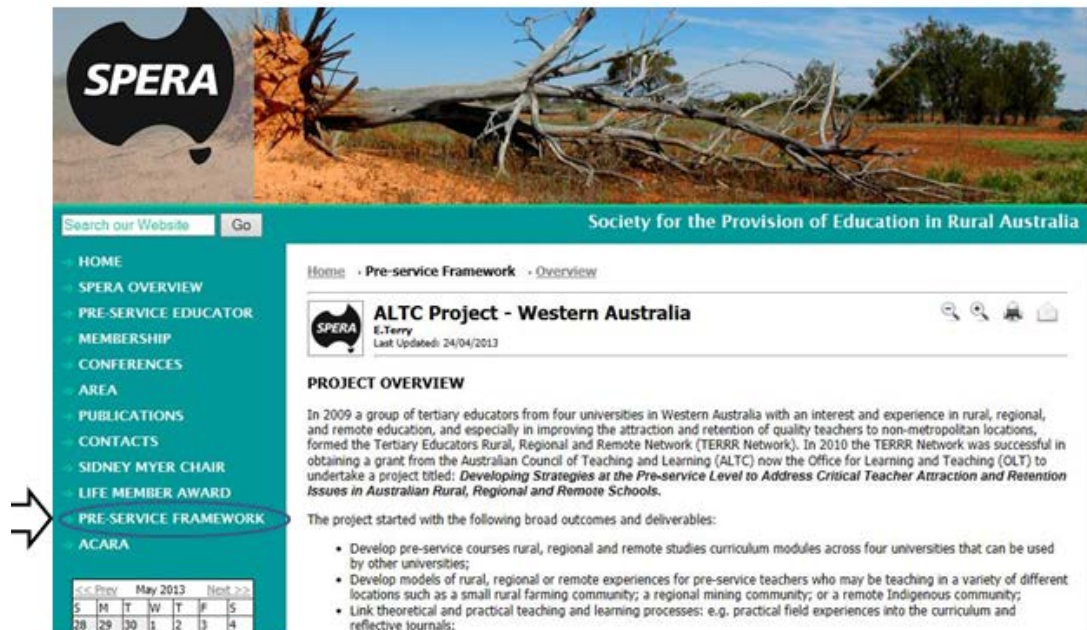 SPERA
Search our Website Go
Society for the Provision of Education in Rural Australia
HOME
SPERA OVERVIEW
PRE-SERVICE EDUCATOR
MEMBERSHIP
CONFERENCES
AREA
PUBLICATIONS
CONTACTS
SIDNEY MYER CHAIR
LIFE MEMBER AWARD
PRE-SERVICE FRAMEWORK
ACARA
<< Prev May 2013 Next >>
S M T W T F S
28 29 30 1 2 3 4
Home › Pre-service Framework › Overview
SPERA
ALTC Project - Western Australia
E.Terry
Last Updated: 24/04/2013
PROJECT OVERVIEW
In 2009 a group of tertiary educators from four universities in Western Australia with an interest and experience in rural, regional,
and remote education, and especially in improving the attraction and retention of quality teachers to non-metropolitan locations,
formed the Tertiary Educators Rural, Regional and Remote Network (TERRR Network). In 2010 the TERRR Network was successful in
obtaining a grant from the Australian Council of Teaching and Learning (ALTC) now the Office for Learning and Teaching (OLT) to
undertake a project titled: Developing Strategies at the Pre-service Level to Address Critical Teacher Attraction and Retention
Issues in Australian Rural, Regional and Remote Schools.
The project started with the following broad outcomes and deliverables:
• Develop pre-service courses rural, regional and remote studies curriculum modules across four universities that can be used
by other universities;
• Develop models of rural, regional or remote experiences for pre-service teachers who may be teaching in a variety of different
locations such as a small rural farming community; a regional mining community; or a remote Indigenous community;
• Link theoretical and practical teaching and learning processes: e.g. practical field experiences into the curriculum and
reflective journals;